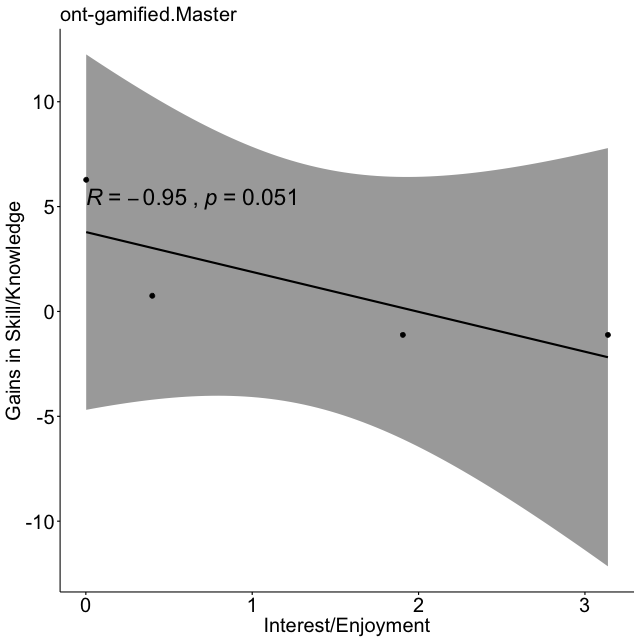 ont-gamified.Master
Gains in Skill/Knowledge
10
5
0
-5
-10
R = −0.95 , p = 0.051
0 1 2 3
Interest/Enjoyment